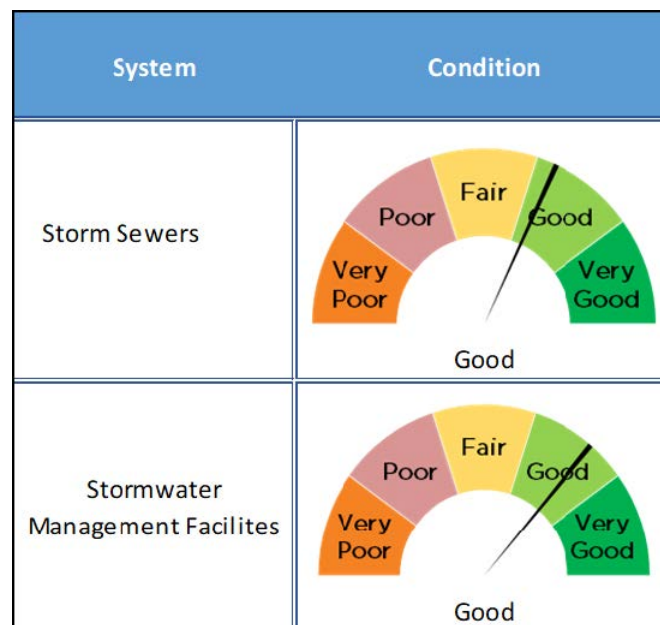 System
Condition
Storm Sewers
Very
Poor
Poor
Fair
Good
Very
Good
Good
Stormwater
Management Facilites
Very
Poor
Poor
Fair
Good
Very
Good
Good